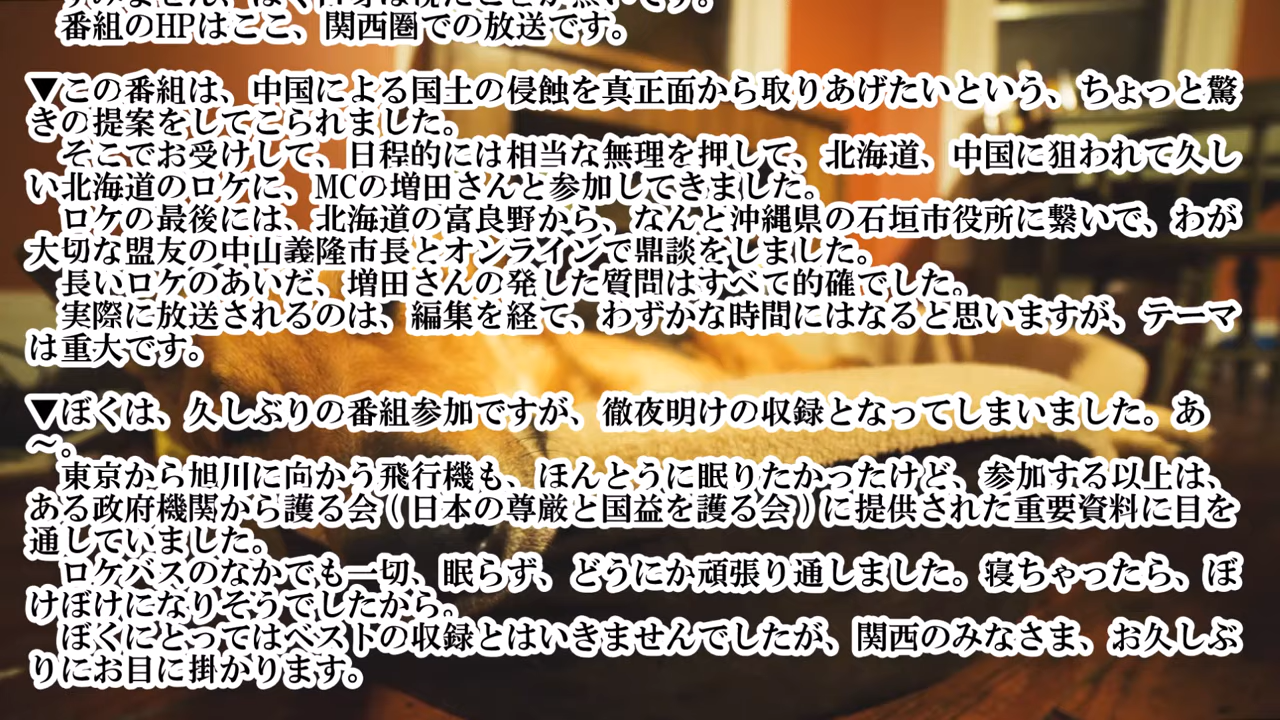 番組のHPはここ、関西圏での放送です。
▼この番組は、中国による国土の侵蝕を真正面から取りあげたいという、ちょっと驚
きの提案をしてこられました。
そこでお受けして、日程的には相当な無理を押して、北海道、中国に狙われて久し
い北海道のロケに、MCの増田さんと参加してきました。
ロケの最後には、北海道の富良野から、なんと沖縄県の石垣市役所に繋いで、わが
大切な盟友の中山義隆市長とオンラインで鼎談をしました。
長いロケのあいだ、増田さんの発した質問はすべて的確でした。
実際に放送されるのは、編集を経て、わずかな時間にはなると思いますが、テーマ
は重大です。
▼ぼくは、久しぶりの番組参加ですが、徹夜明けの収録となってしまいました。あ
～。
東京から旭川に向かう飛行機も、ほんとうに眠りたかったけど、参加する以上は、
ある政府機関から護る会（日本の尊厳と国益を護る会）に提供された重要資料に目を
通していました。
ロケバスのなかでも一切、眠らず、どうにか頑張り通しました。寝ちゃったら、ぼ
けぼけになりそうでしたから。
ぼくにとってはベストの収録とはいきませんでしたが、関西のみなさま、お久しぶ
りにお目に掛かります。